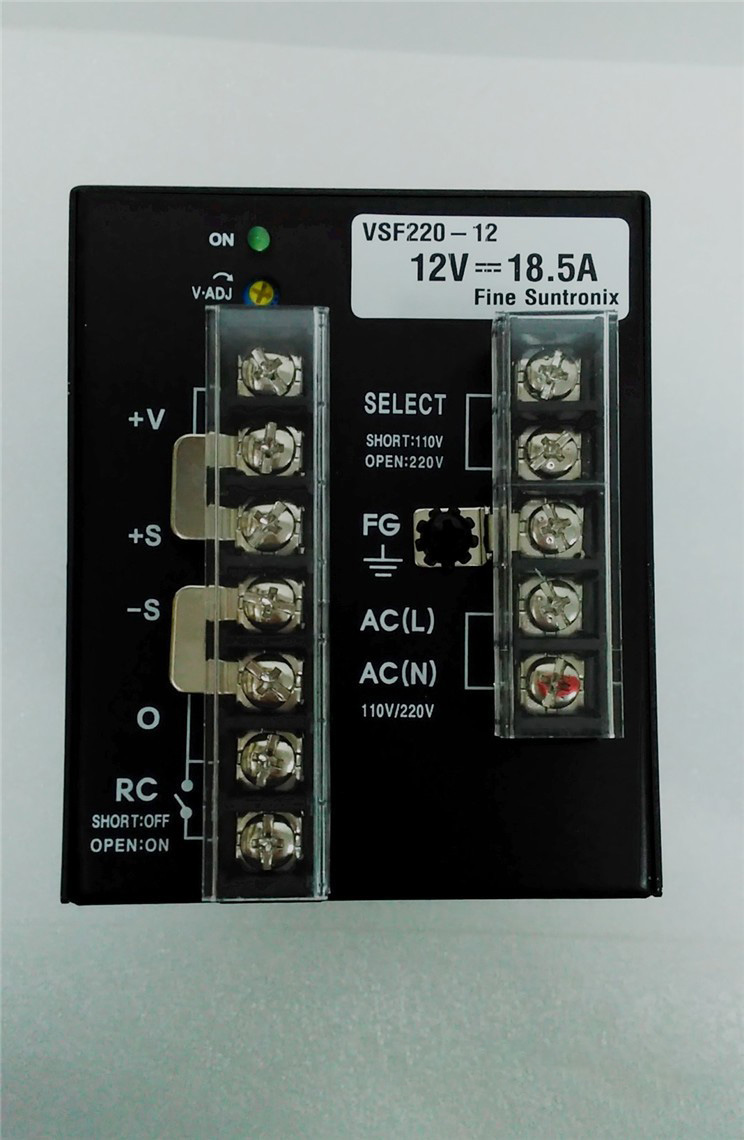 ON
V·ADJ
VSF220-12
12V⎓18.5A
Fine Suntronix
+V
+S
-S
O
RC
SHORT:OFF
OPEN:ON
SELECT
SHORT:110V
OPEN:220V
FG
AC(L)
AC(N)
110V/220V